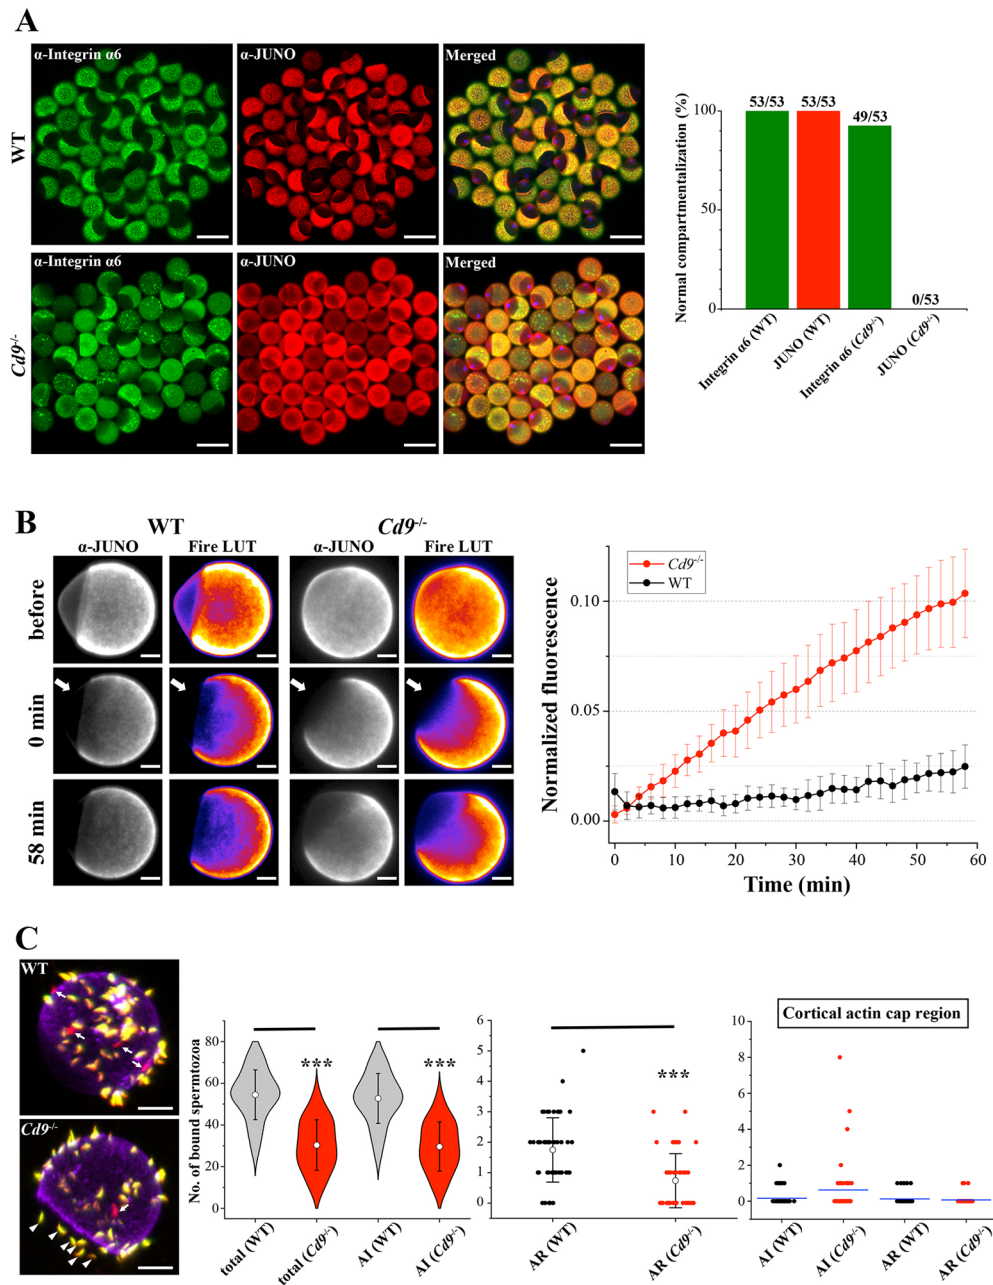 A
α-Integrin α6
α-JUNO
Merged
WT
α-Integrin α6
α-JUNO
Merged
Cd9-/-
Normal compartmentalization (%)
100
50
0
53/53
53/53
49/53
0/53
Integrin α6 (WT)
JUNO (WT)
Integrin α6 (Cd9-/-)
JUNO (Cd9-/-)
B
WT
Cd9-/-
α-JUNO
Fire LUT
α-JUNO
Fire LUT
before
0 min
58 min
Normalized fluorescence
0.10
0.05
0.00
Cd9-/-
WT
0
10
20
30
40
50
60
Time (min)
C
WT
Cd9-/-
No. of bound spermtozoa
80
60
40
20
0
***
***
total (WT)
total (Cd9-/-)
AI (WT)
AI (Cd9-/-)
6
5
4
3
2
1
0
***
AR (WT)
AR (Cd9-/-)
Cortical actin cap region
10
8
6
4
2
0
AI (WT)
AI (Cd9-/-)
AR (WT)
AR (Cd9-/-)